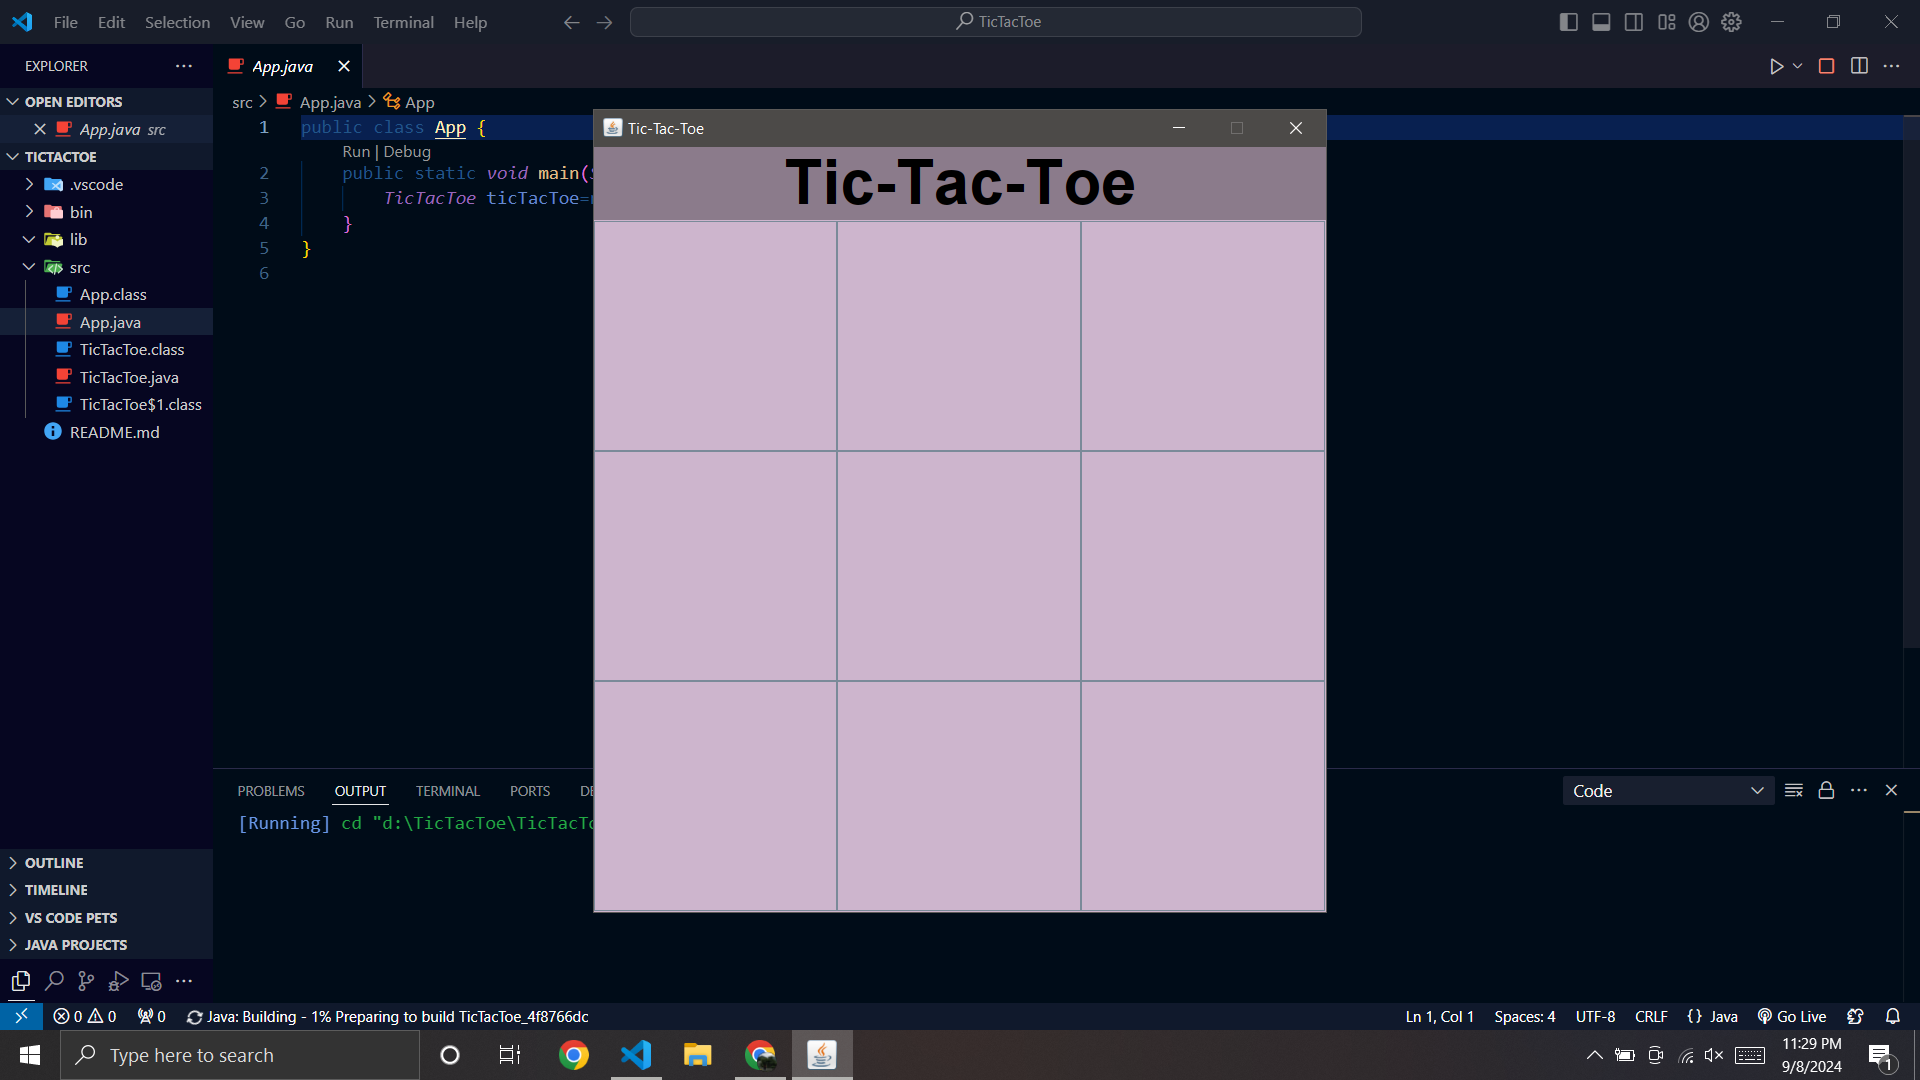 File Edit Selection View Go Run Terminal Help
TicTacToe
EXPLORER
App.java
OPEN EDITORS
App.java src
TICTACTOE
.vscode
bin
lib
src
App.class
App.java
TicTacToe.class
TicTacToe.java
TicTacToe$1.class
README.md
OUTLINE
TIMELINE
VS CODE PETS
JAVA PROJECTS
src > App.java > App
1 public class App {
Run | Debug
2 public static void main(
3 TicTacToe ticTacToe=
4 }
5 }
6
Tic-Tac-Toe
Tic-Tac-Toe
PROBLEMS OUTPUT TERMINAL PORTS DE
Code
[Running] cd "d:\TicTacToe\TicTacTo
0 0 0 Java: Building - 1% Preparing to build TicTacToe_4f8766dc
Ln 1, Col 1 Spaces: 4 UTF-8 CRLF {} Java Go Live
Type here to search
11:29 PM
9/8/2024
1